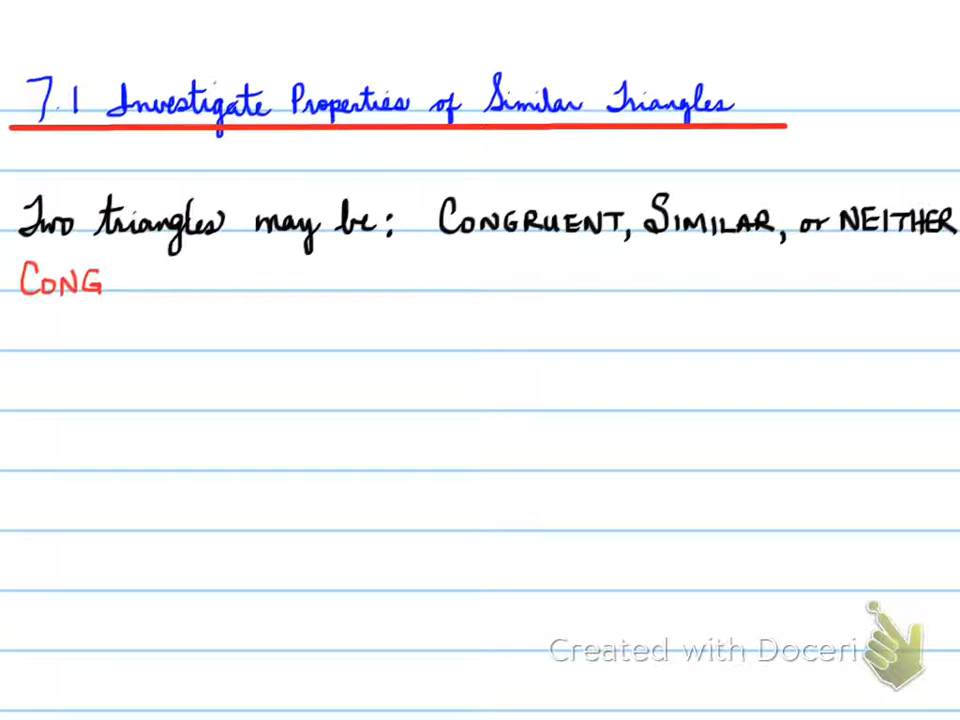 7.1 Investigate Properties of Similar Triangles
Two triangles may be: CONGRUENT, SIMILAR, or NEITHER
CONG
Created with Doceri